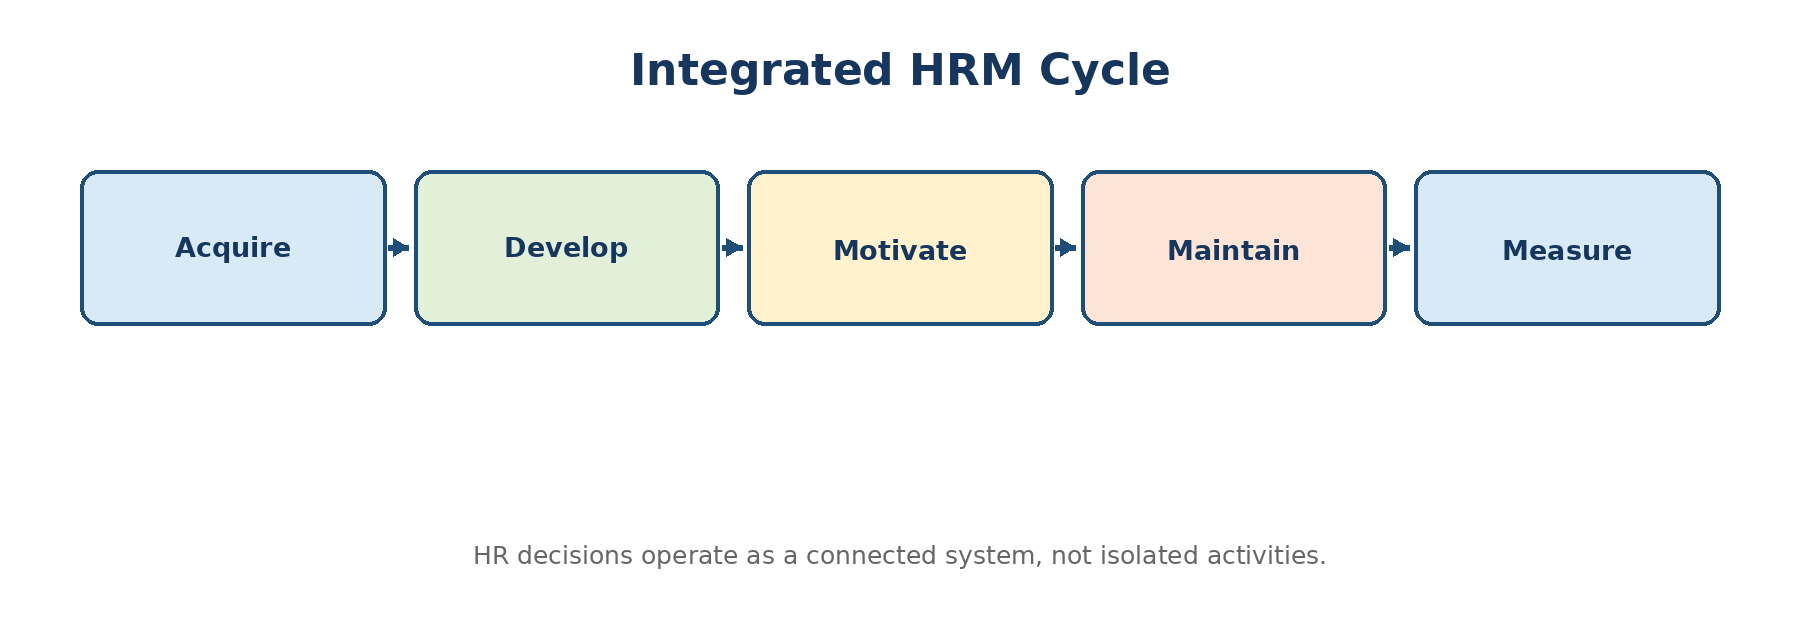 Integrated HRM Cycle
Acquire
Develop
Motivate
Maintain
Measure
HR decisions operate as a connected system, not isolated activities.